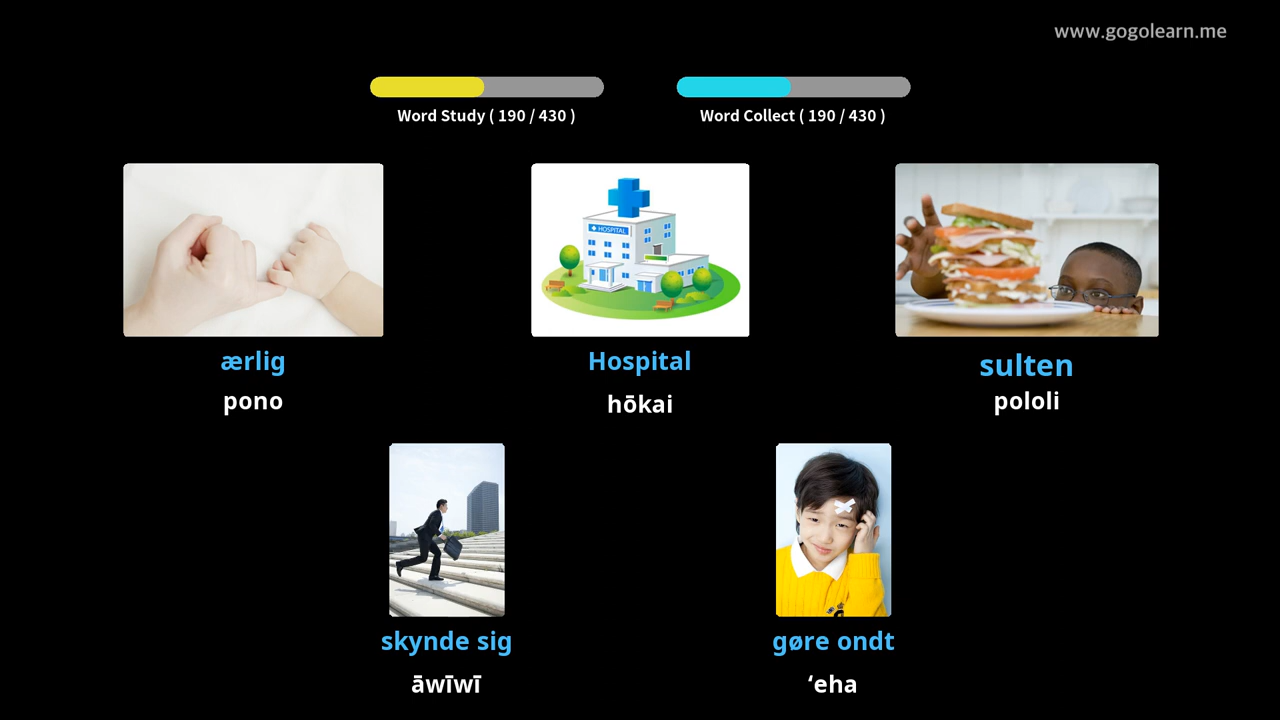 www.gogolearn.me
Word Study ( 190 / 430 )
Word Collect ( 190 / 430 )
HOSPITAL
ærlig
pono
Hospital
hōkai
sulten
pololi
skynde sig
āwīwī
gøre ondt
ʻeha